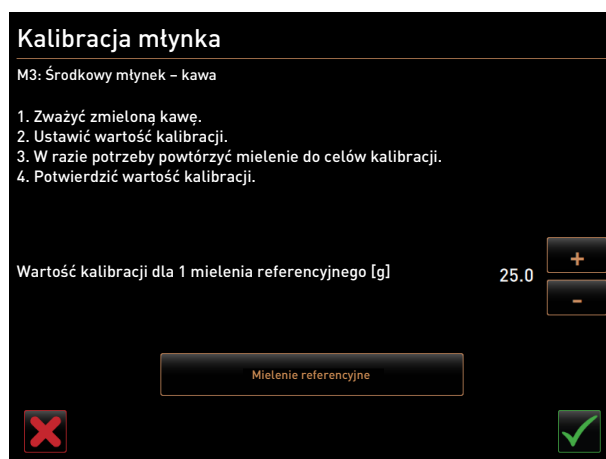 Kalibracja młynka
M3: Środkowy młynek – kawa
1. Zważyć zmieloną kawę.
2. Ustawić wartość kalibracji.
3. W razie potrzeby powtórzyć mielenie do celów kalibracji.
4. Potwierdzić wartość kalibracji.
Wartość kalibracji dla 1 mielenia referencyjnego [g] 25.0
+
-
Mielenie referencyjne